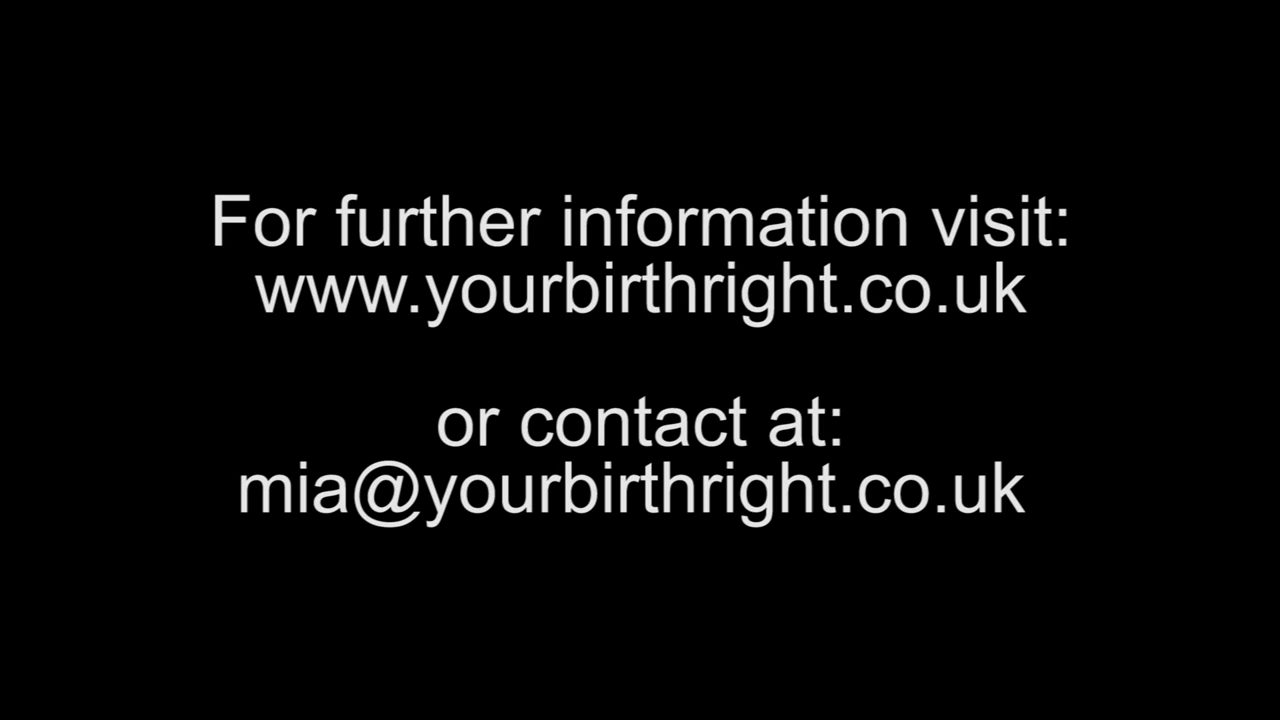 For further information visit:
www.yourbirthright.co.uk
or contact at:
mia@yourbirthright.co.uk